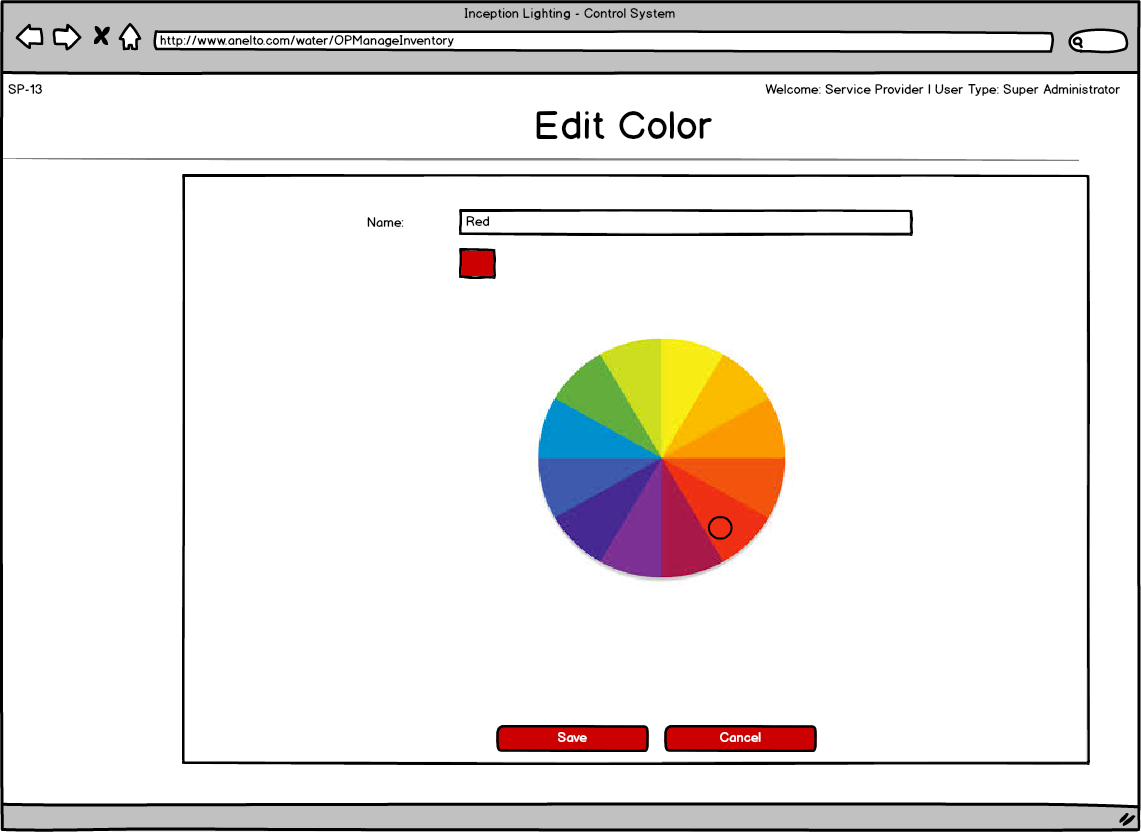 Inception Lighting - Control System
http://www.anelto.com/water/OPManageInventory
SP-13
Welcome: Service Provider | User Type: Super Administrator
Edit Color
Name:
Red
Save
Cancel